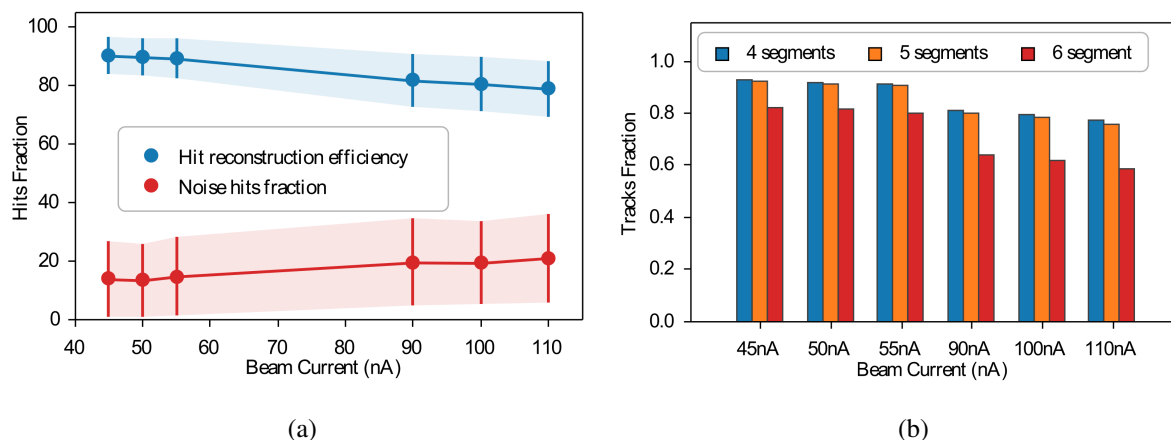 100
80
60
40
20
0
Hits Fraction
Hit reconstruction efficiency
Noise hits fraction
40 50 60 70 80 90 100 110
Beam Current (nA)
(a)
1.0
0.8
0.6
0.4
0.2
0.0
Tracks Fraction
4 segments 5 segments 6 segment
45nA 50nA 55nA 90nA 100nA 110nA
Beam Current (nA)
(b)